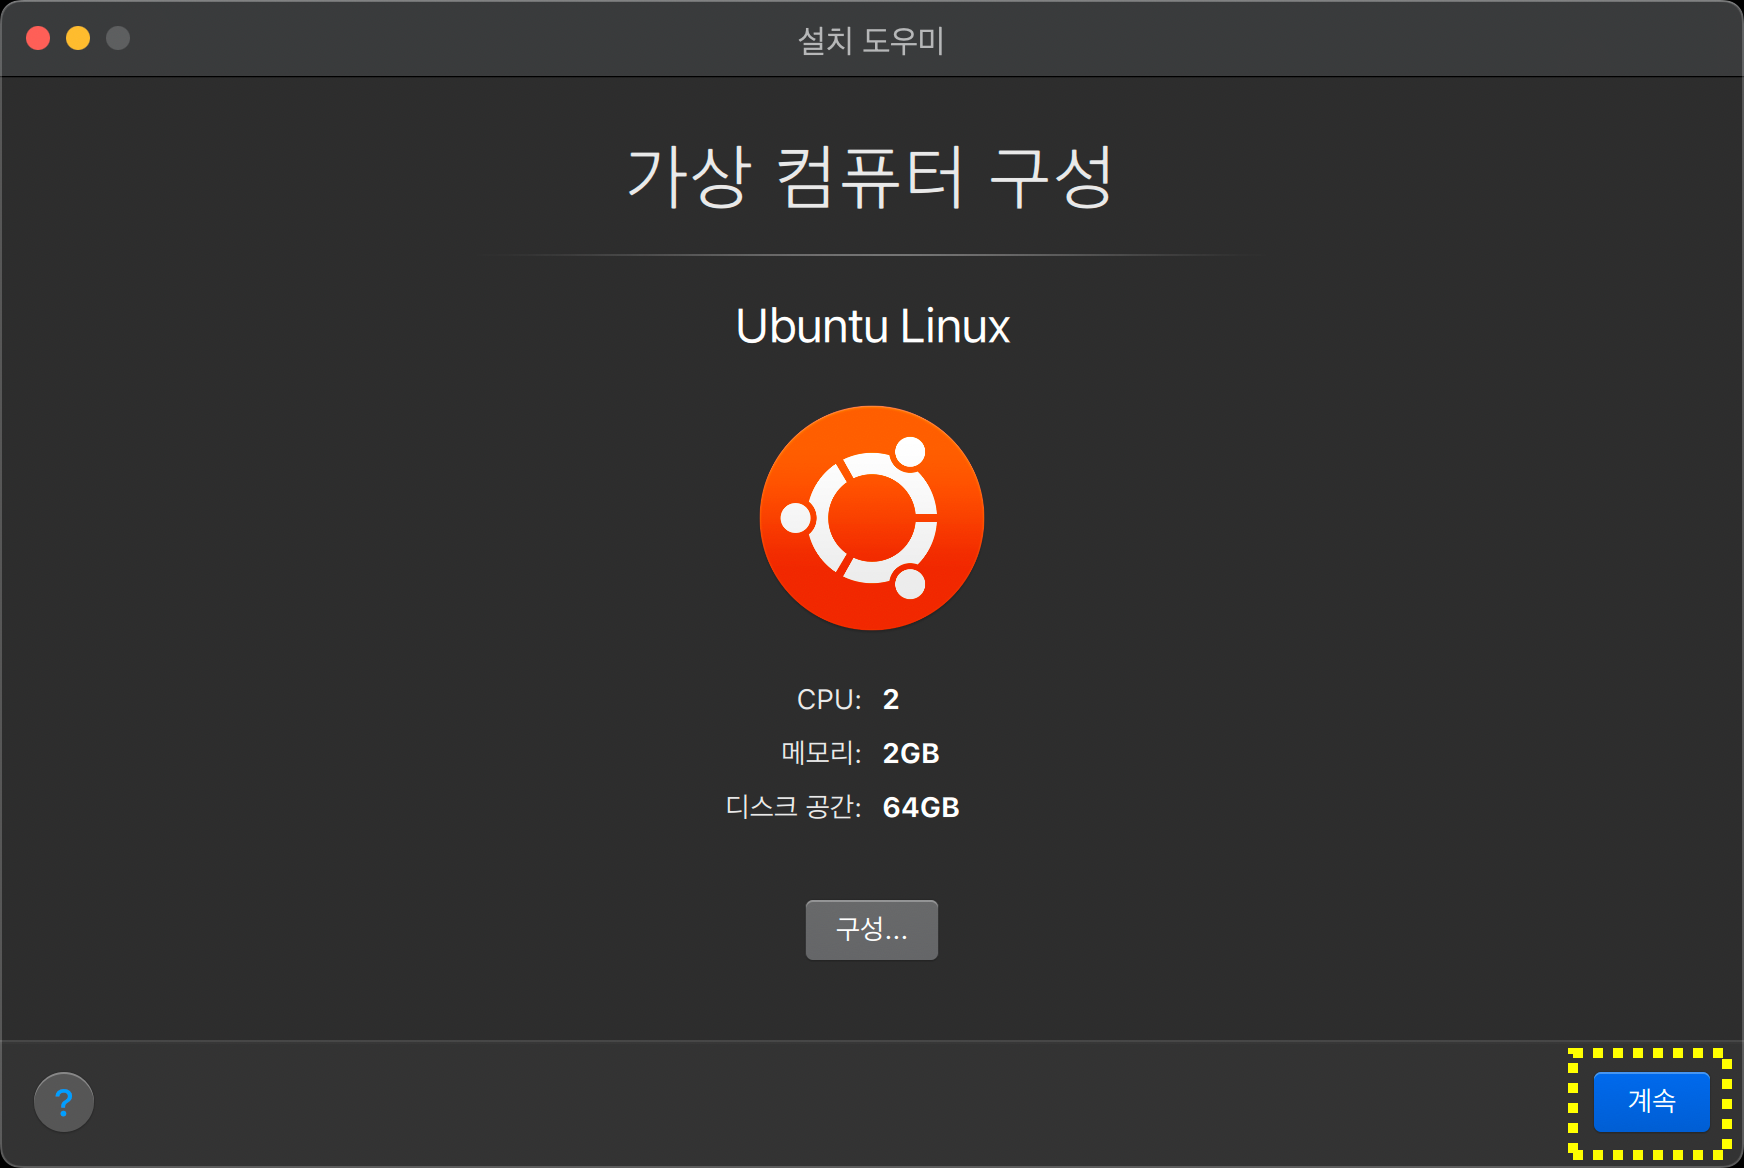 설치 도우미
가상 컴퓨터 구성
Ubuntu Linux
CPU: 2
메모리: 2GB
디스크 공간: 64GB
구성...
?
계속